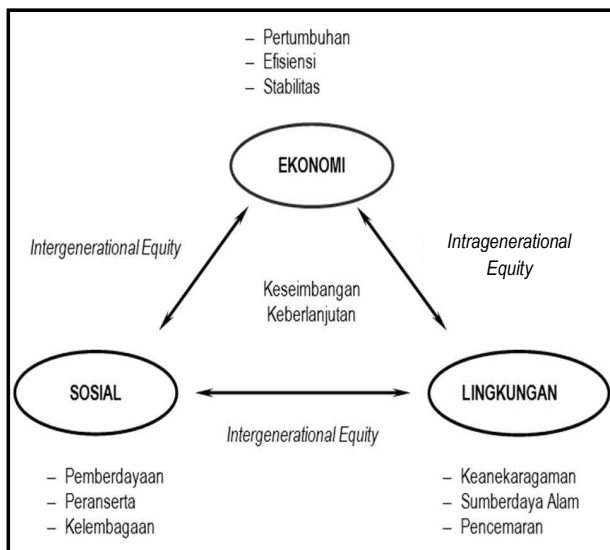 – Pertumbuhan
– Efisiensi
– Stabilitas
EKONOMI
Intergenerational Equity
Intragenerational
Equity
Keseimbangan
Keberlanjutan
SOSIAL
LINGKUNGAN
Intergenerational Equity
– Pemberdayaan
– Peranserta
– Kelembagaan
– Keanekaragaman
– Sumberdaya Alam
– Pencemaran